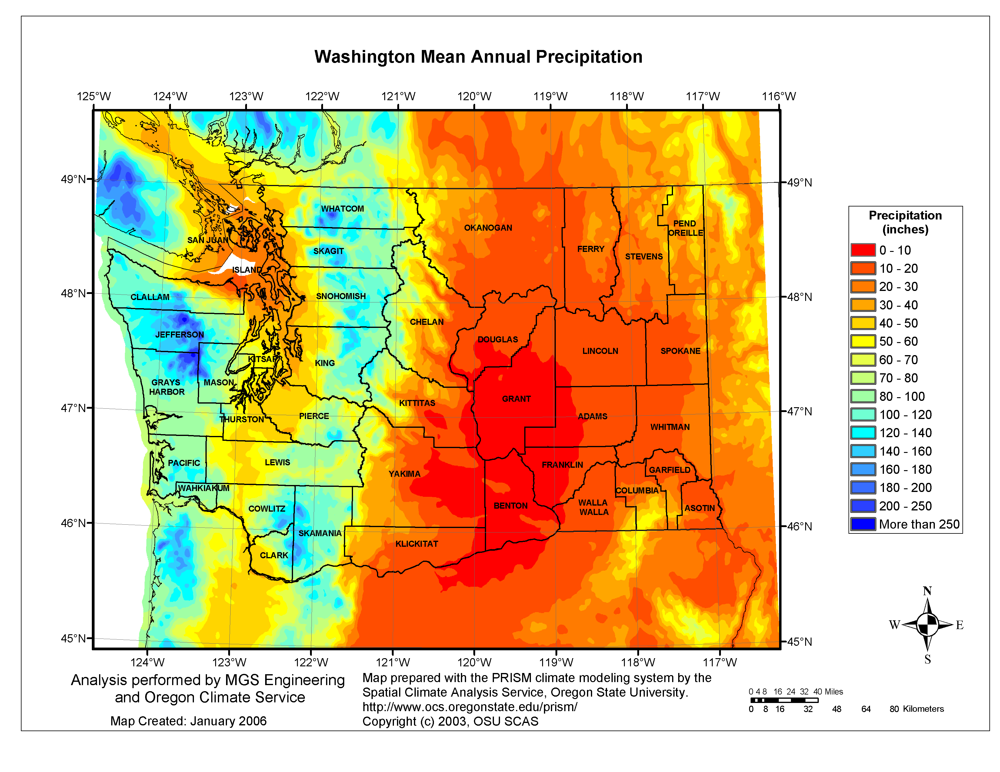 Washington Mean Annual Precipitation
125°W 124°W 123°W 122°W 121°W 120°W 119°W 118°W 117°W 116°W
49°N
49°N
48°N
48°N
47°N
47°N
46°N
46°N
45°N
45°N
WHATCOM
SAN JUAN
SKAGIT
ISLAND
OKANOGAN
FERRY
STEVENS
PEND
OREILLE
CLALLAM
SNOHOMISH
JEFFERSON
CHELAN
DOUGLAS
LINCOLN
SPOKANE
KITSAP
KING
GRAYS
HARBOR
MASON
KITTITAS
GRANT
THURSTON
PIERCE
ADAMS
WHITMAN
PACIFIC
LEWIS
YAKIMA
FRANKLIN
GARFIELD
WAHKIAKUM
COWLITZ
BENTON
WALLA
WALLA
COLUMBIA
ASOTIN
SKAMANIA
CLARK
KLICKITAT
124°W 123°W 122°W 121°W 120°W 119°W 118°W 117°W
Precipitation
(inches)
0 - 10
10 - 20
20 - 30
30 - 40
40 - 50
50 - 60
60 - 70
70 - 80
80 - 100
100 - 120
120 - 140
140 - 160
160 - 180
180 - 200
200 - 250
More than 250
N
W E
S
Analysis performed by MGS Engineering
and Oregon Climate Service
Map Created: January 2006
Map prepared with the PRISM climate modeling system by the
Spatial Climate Analysis Service, Oregon State University.
http://www.ocs.oregonstate.edu/prism/
Copyright (c) 2003, OSU SCAS
0 4 8 16 24 32 40 Miles
0 8 16 32 48 64 80 Kilometers